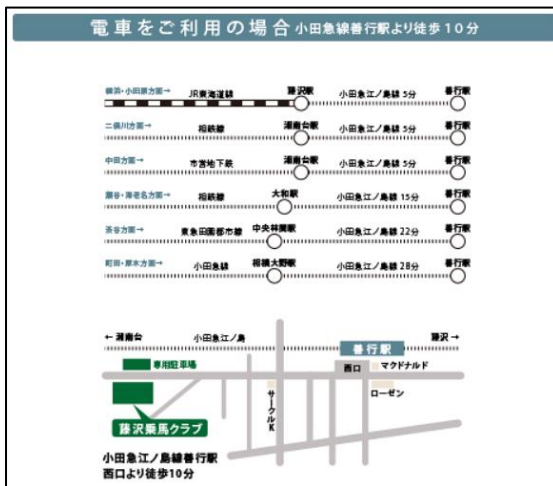 電車をご利用の場合 小田急線善行駅より徒歩10分
横浜・小田原方面→ JR東海道線 藤沢駅 小田急江ノ島線 5分 善行駅
二俣川方面→ 相鉄線 湘南台駅 小田急江ノ島線 5分 善行駅
中田方面→ 市営地下鉄 湘南台駅 小田急江ノ島線 5分 善行駅
瀬谷・海老名方面→ 相鉄線 大和駅 小田急江ノ島線 15分 善行駅
渋谷方面→ 東急田園都市線 中央林間駅 小田急江ノ島線 22分 善行駅
町田・厚木方面→ 小田急線 相模大野駅 小田急江ノ島線 28分 善行駅
← 湘南台 小田急江ノ島 藤沢 →
善行駅
専用駐車場 西口 マクドナルド
サークルK
ローゼン
藤沢乗馬クラブ
小田急江ノ島線善行駅
西口より徒歩10分